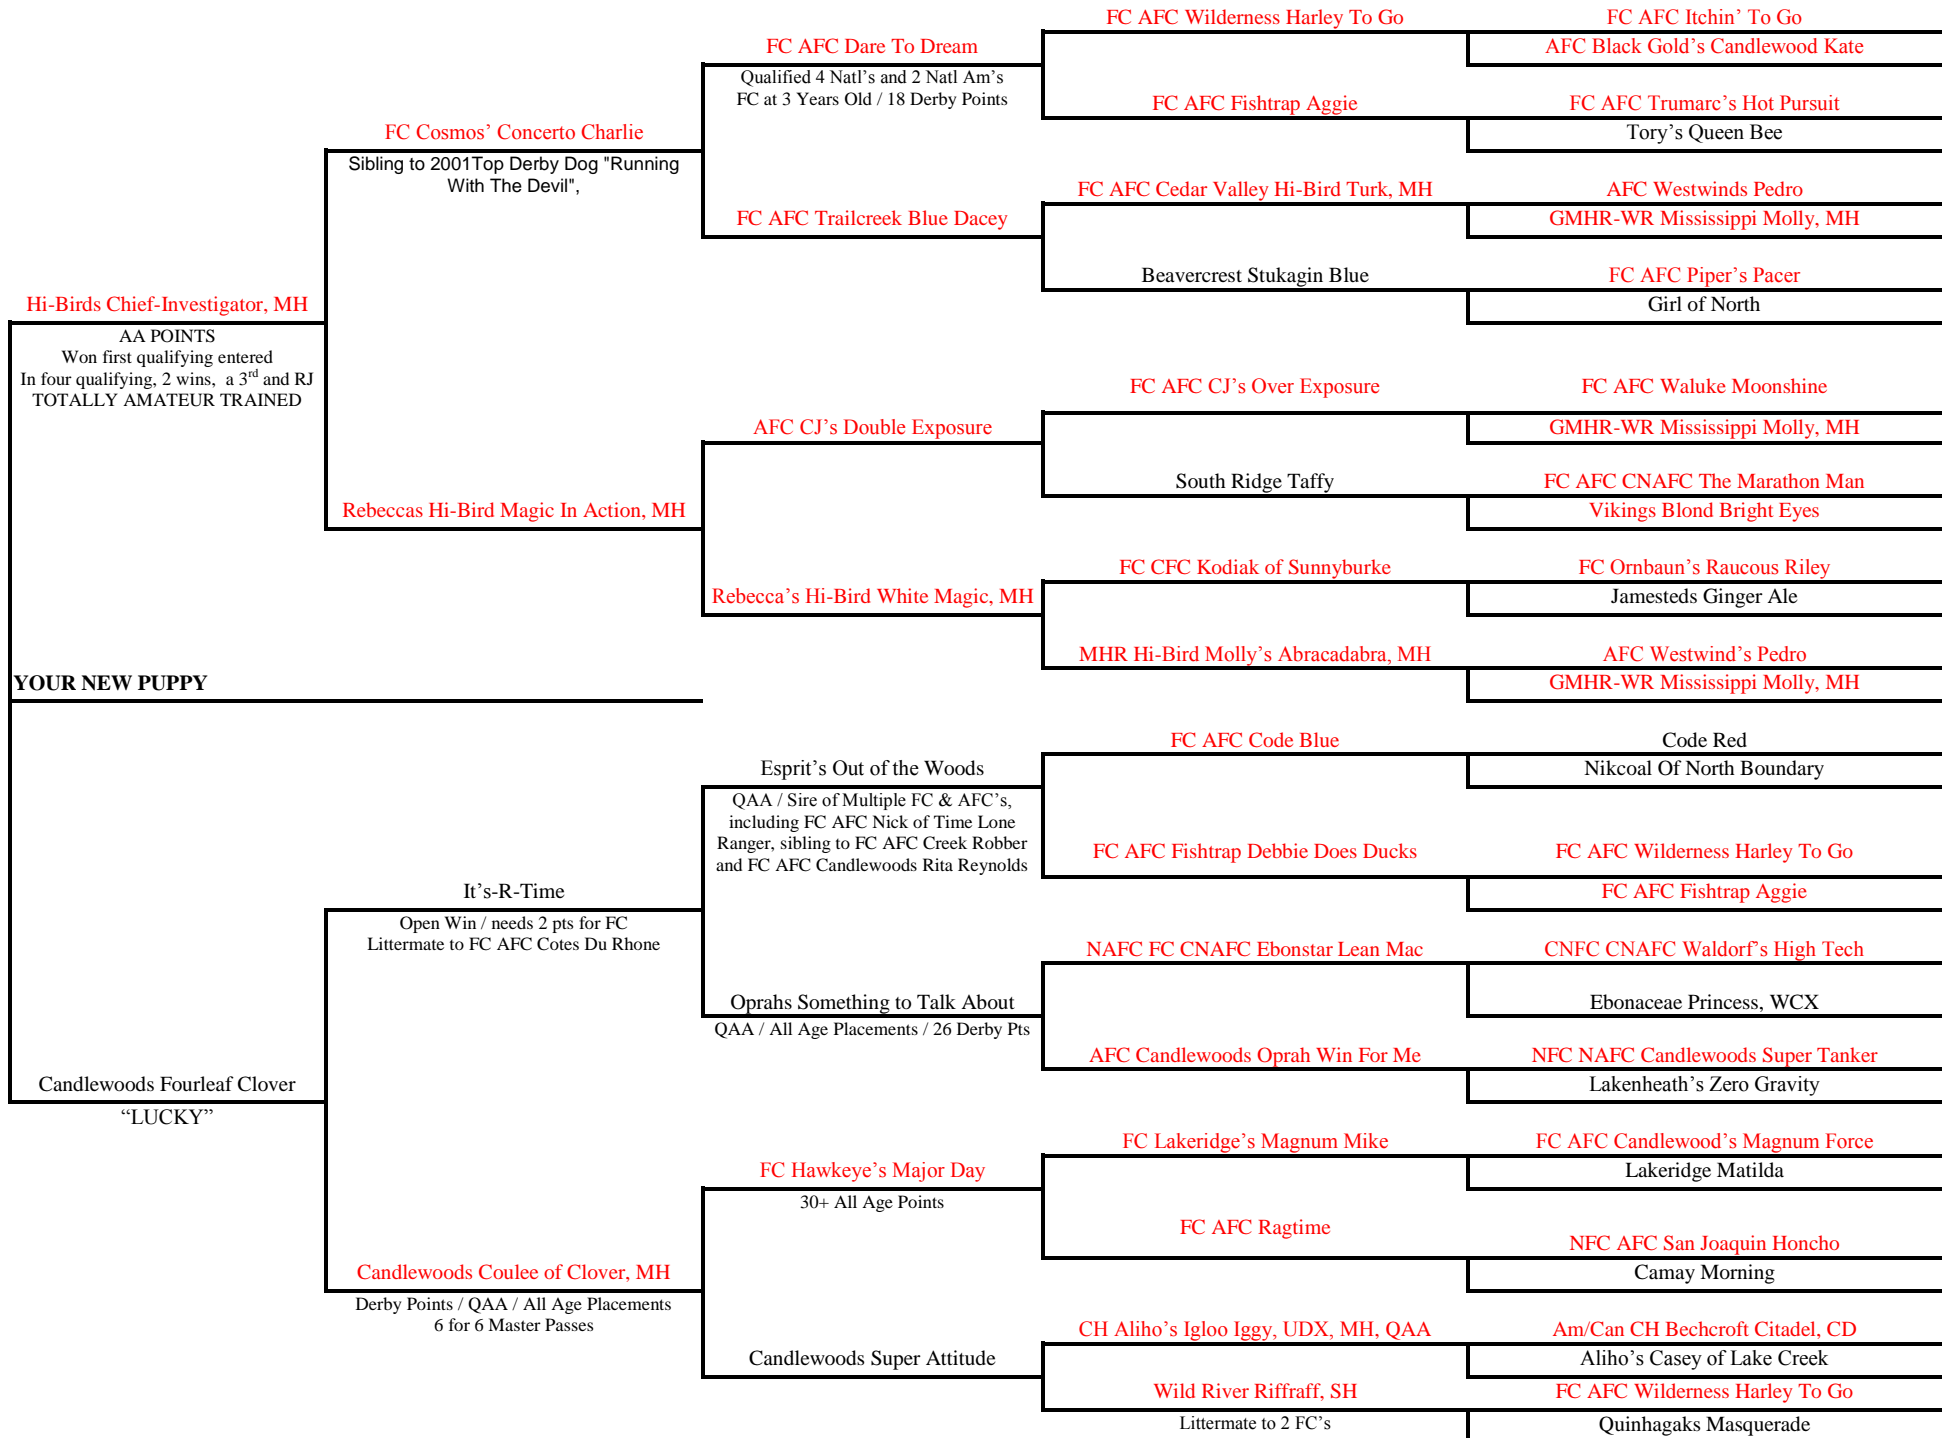 FC AFC Wilderness Harley To Go
FC AFC Itchin’ To Go
FC AFC Dare To Dream
AFC Black Gold’s Candlewood Kate
Qualified 4 Natl’s and 2 Natl Am’s
FC at 3 Years Old / 18 Derby Points
FC AFC Fishtrap Aggie
FC AFC Trumarc’s Hot Pursuit
FC Cosmos’ Concerto Charlie
Tory’s Queen Bee
Sibling to 2001Top Derby Dog "Running
With The Devil",
FC AFC Cedar Valley Hi-Bird Turk, MH
AFC Westwinds Pedro
FC AFC Trailcreek Blue Dacey
GMHR-WR Mississippi Molly, MH
Beavercrest Stukagin Blue
FC AFC Piper’s Pacer
Hi-Birds Chief-Investigator, MH
Girl of North
AA POINTS
Won first qualifying entered
In four qualifying, 2 wins, a 3rd and RJ
TOTALLY AMATEUR TRAINED
FC AFC CJ’s Over Exposure
FC AFC Waluke Moonshine
AFC CJ’s Double Exposure
GMHR-WR Mississippi Molly, MH
South Ridge Taffy
FC AFC CNAFC The Marathon Man
Rebeccas Hi-Bird Magic In Action, MH
Vikings Blond Bright Eyes
FC CFC Kodiak of Sunnyburke
FC Ornbaun’s Raucous Riley
Rebecca’s Hi-Bird White Magic, MH
Jamesteds Ginger Ale
MHR Hi-Bird Molly’s Abracadabra, MH
AFC Westwind’s Pedro
YOUR NEW PUPPY
GMHR-WR Mississippi Molly, MH
FC AFC Code Blue
Code Red
Esprit’s Out of the Woods
Nikcoal Of North Boundary
QAA / Sire of Multiple FC & AFC’s,
including FC AFC Nick of Time Lone
Ranger, sibling to FC AFC Creek Robber
and FC AFC Candlewoods Rita Reynolds
FC AFC Fishtrap Debbie Does Ducks
FC AFC Wilderness Harley To Go
It’s-R-Time
FC AFC Fishtrap Aggie
Open Win / needs 2 pts for FC
Littermate to FC AFC Cotes Du Rhone
NAFC FC CNAFC Ebonstar Lean Mac
CNFC CNAFC Waldorf’s High Tech
Oprahs Something to Talk About
Ebonaceae Princess, WCX
QAA / All Age Placements / 26 Derby Pts
AFC Candlewoods Oprah Win For Me
NFC NAFC Candlewoods Super Tanker
Candlewoods Fourleaf Clover
Lakenheath’s Zero Gravity
“LUCKY”
FC Lakeridge’s Magnum Mike
FC AFC Candlewood’s Magnum Force
FC Hawkeye’s Major Day
Lakeridge Matilda
30+ All Age Points
FC AFC Ragtime
NFC AFC San Joaquin Honcho
Candlewoods Coulee of Clover, MH
Camay Morning
Derby Points / QAA / All Age Placements
6 for 6 Master Passes
CH Aliho’s Igloo Iggy, UDX, MH, QAA
Am/Can CH Bechcroft Citadel, CD
Candlewoods Super Attitude
Aliho’s Casey of Lake Creek
Wild River Riffraff, SH
FC AFC Wilderness Harley To Go
Littermate to 2 FC’s
Quinhagaks Masquerade